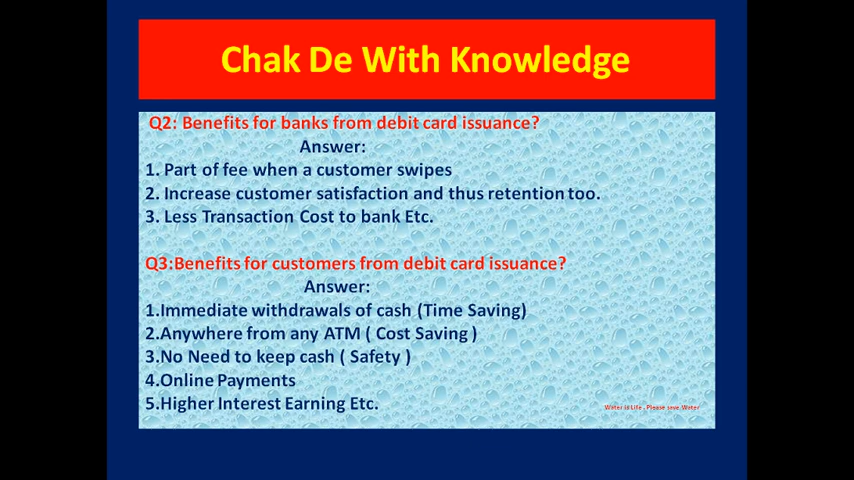 Chak De With Knowledge
Q2: Benefits for banks from debit card issuance?
Answer:
1. Part of fee when a customer swipes
2. Increase customer satisfaction and thus retention too.
3. Less Transaction Cost to bank Etc.
Q3:Benefits for customers from debit card issuance?
Answer:
1.Immediate withdrawals of cash (Time Saving)
2.Anywhere from any ATM ( Cost Saving )
3.No Need to keep cash ( Safety )
4.Online Payments
5.Higher Interest Earning Etc.
Water is Life - Please save Water